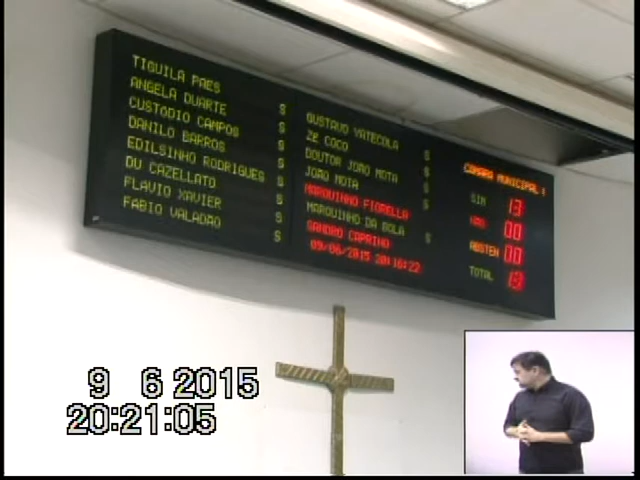 TIGUILA PAES
ANGELA DUARTE S
CUSTODIO CAMPOS S
DANILO BARROS S
EDILSINHO RODRIGUES S
DU CAZELLATO S
FLAVIO XAVIER S
FABIO VALADAO S
GUSTAVO YATECOLA S
ZE COCO S
DOUTOR JOAO MOTA S
JOAO MOTA S
MARQUINHO FIORELLA
MARQUINHO DA BOLA S
SANDRO CAPRINO
09/06/2015 20:16:22
CAMARA MUNICIPAL
SIM 13
NAO 00
ABSTEN 00
TOTAL 13
9 6 2015
20:21:05